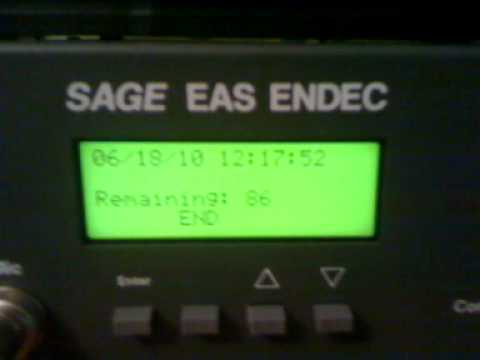 SAGE EAS ENDEC
06/18/10 12:17:52
Remaining: 86
END
Enter